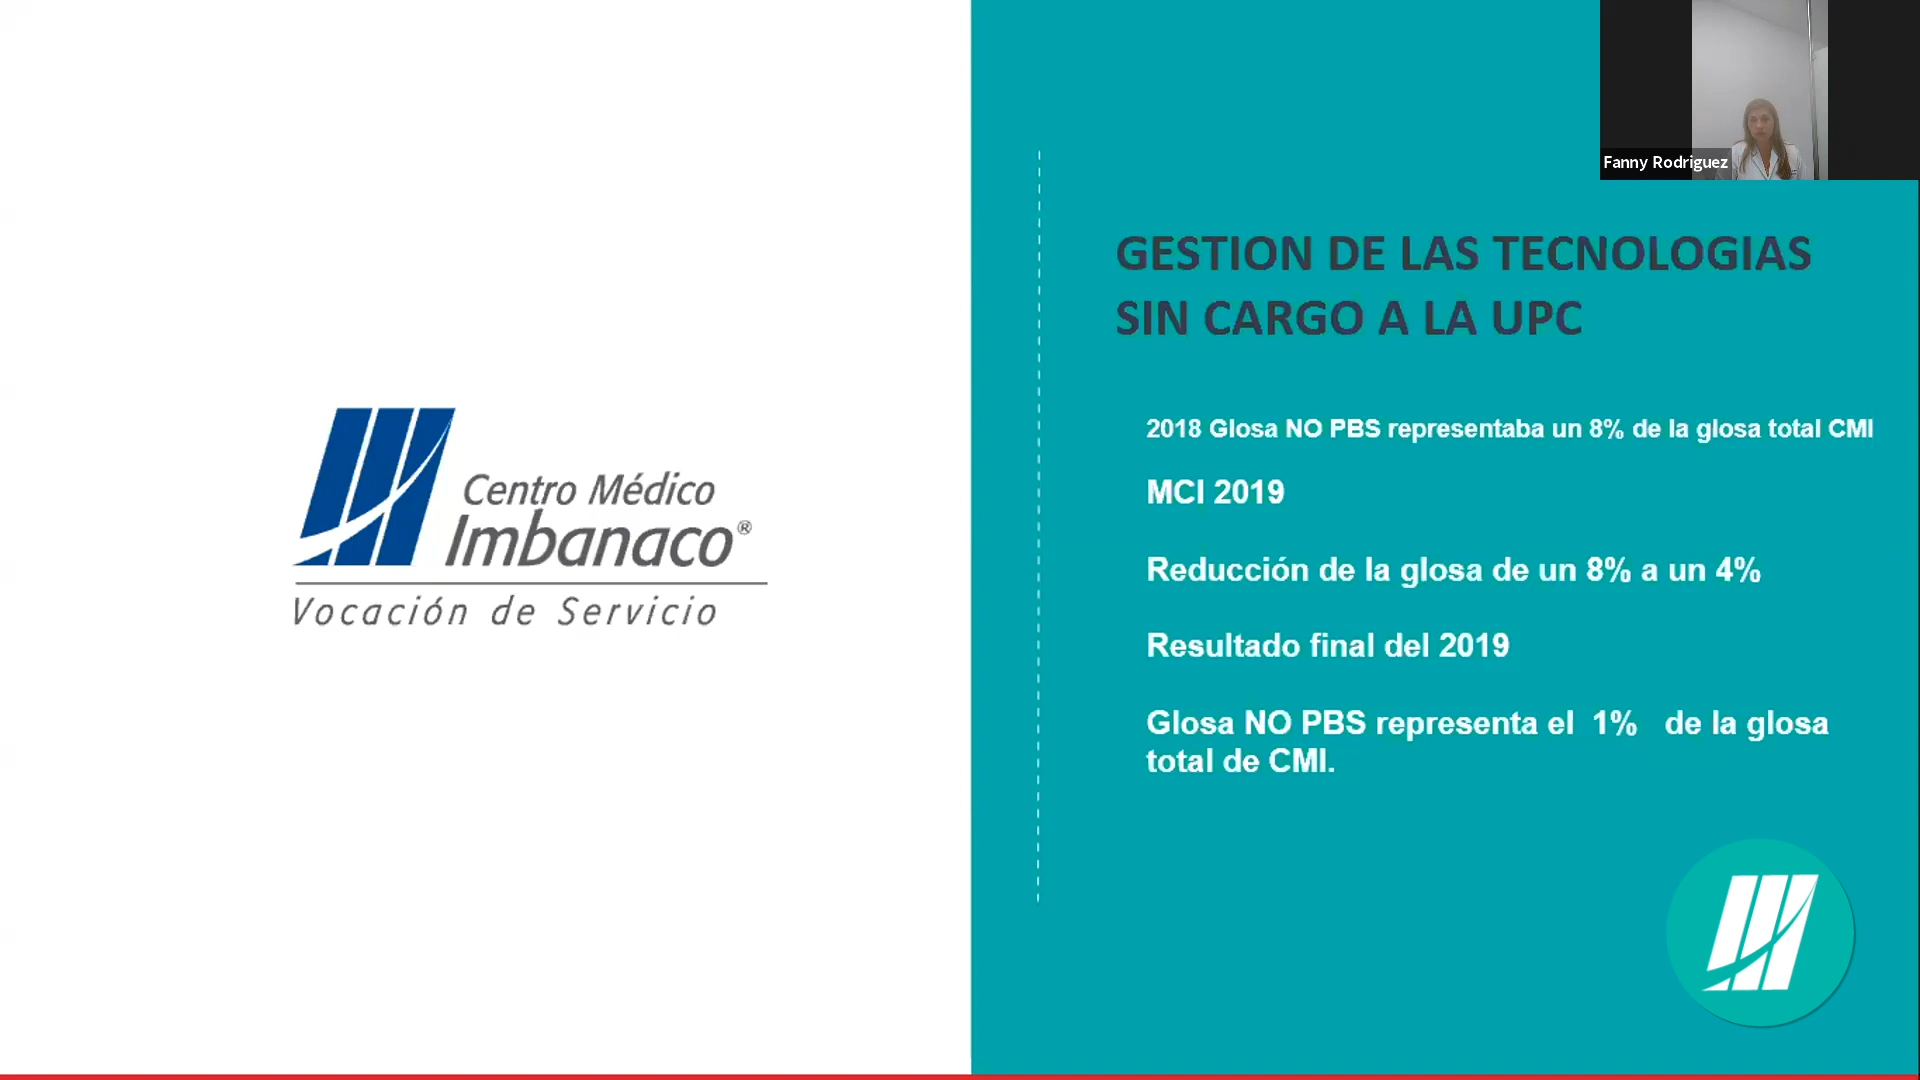 Fanny Rodriguez
GESTION DE LAS TECNOLOGIAS
SIN CARGO A LA UPC
2018 Glosa NO PBS representaba un 8% de la glosa total CMI
MCI 2019
Reducción de la glosa de un 8% a un 4%
Resultado final del 2019
Glosa NO PBS representa el 1% de la glosa
total de CMI.
Centro Médico
Imbanaco®
Vocación de Servicio